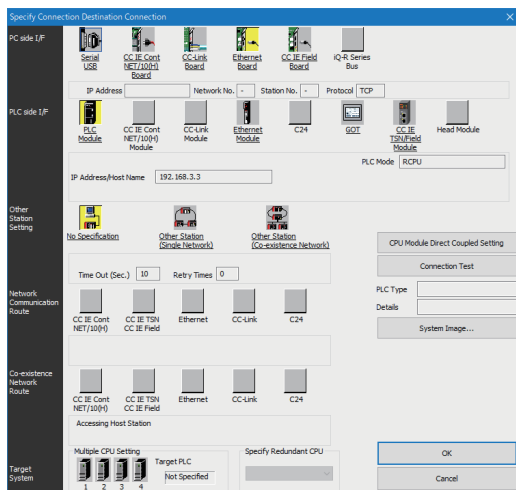 Specify Connection Destination Connection
PC side I/F
Serial
USB
CC IE Cont
NET/10(H)
Board
CC-Link
Board
Ethernet
Board
CC IE Field
Board
iQ-R Series
Bus
IP Address
Network No. -
Station No. -
Protocol TCP
PLC side I/F
PLC
Module
CC IE Cont
NET/10(H)
Module
CC-Link
Module
Ethernet
Module
C24
GOT
CC IE
TSN/Field
Module
Head Module
PLC Mode RCPU
IP Address/Host Name 192.168.3.3
Other
Station
Setting
No Specification
Other Station
(Single Network)
Other Station
(Co-existence Network)
Time Out (Sec.) 10
Retry Times 0
CPU Module Direct Coupled Setting
Connection Test
PLC Type
Details
System Image...
Network
Communication
Route
CC IE Cont
NET/10(H)
CC IE TSN
CC IE Field
Ethernet
CC-Link
C24
Co-existence
Network
Route
CC IE Cont
NET/10(H)
CC IE TSN
CC IE Field
Ethernet
CC-Link
C24
Accessing Host Station
Target
System
Multiple CPU Setting
1 2 3 4
Target PLC
Not Specified
Specify Redundant CPU
OK
Cancel